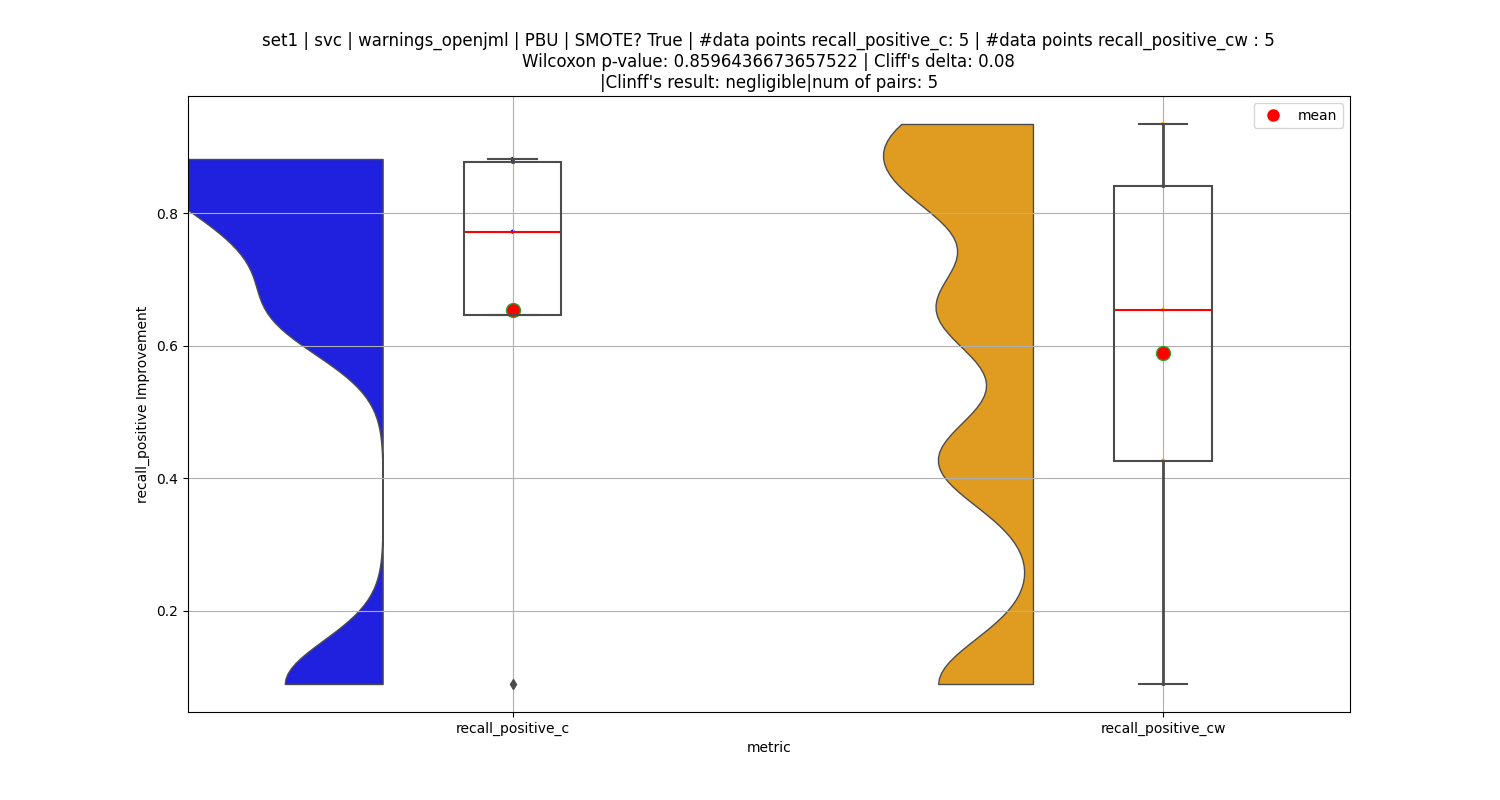 set1 | svc | warnings_openjml | PBU | SMOTE? True | #data points recall_positive_c: 5 | #data points recall_positive_cw : 5
Wilcoxon p-value: 0.8596436673657522 | Cliff's delta: 0.08
|Clinff's result: negligible|num of pairs: 5
mean
0.8
0.6
0.4
0.2
recall_positive Improvement
recall_positive_c
recall_positive_cw
metric